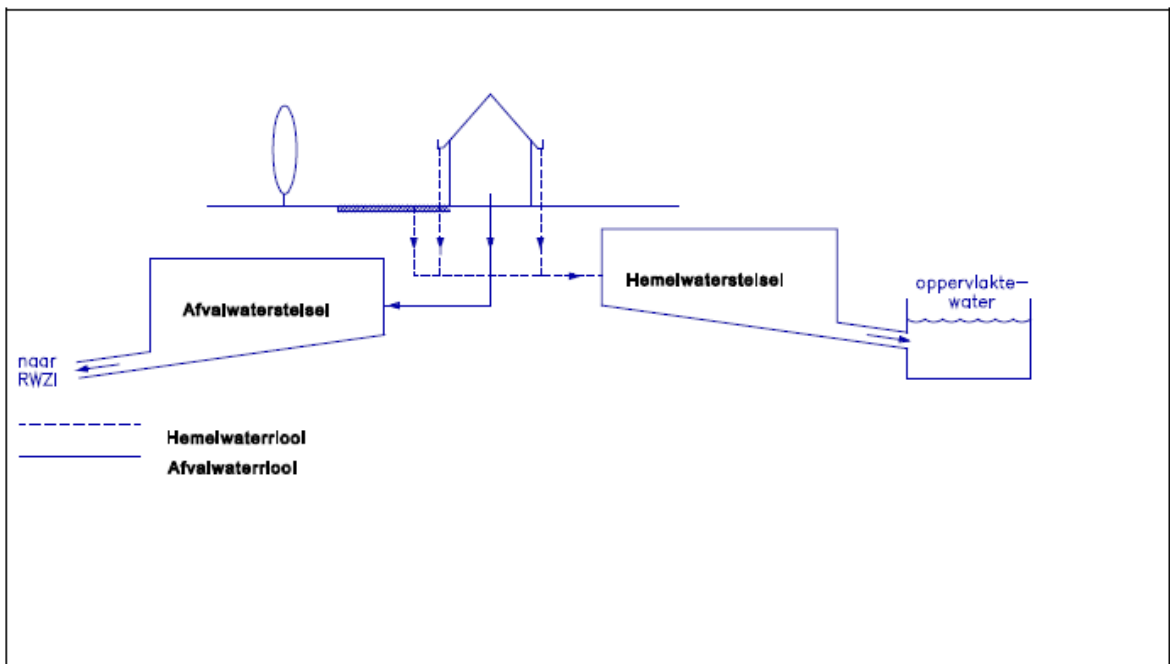 Afvalwaterstelsel
Hemelwaterstelsel
oppervlakte-
water
naar
RWZI
Hemelwaterriool
Afvalwaterriool